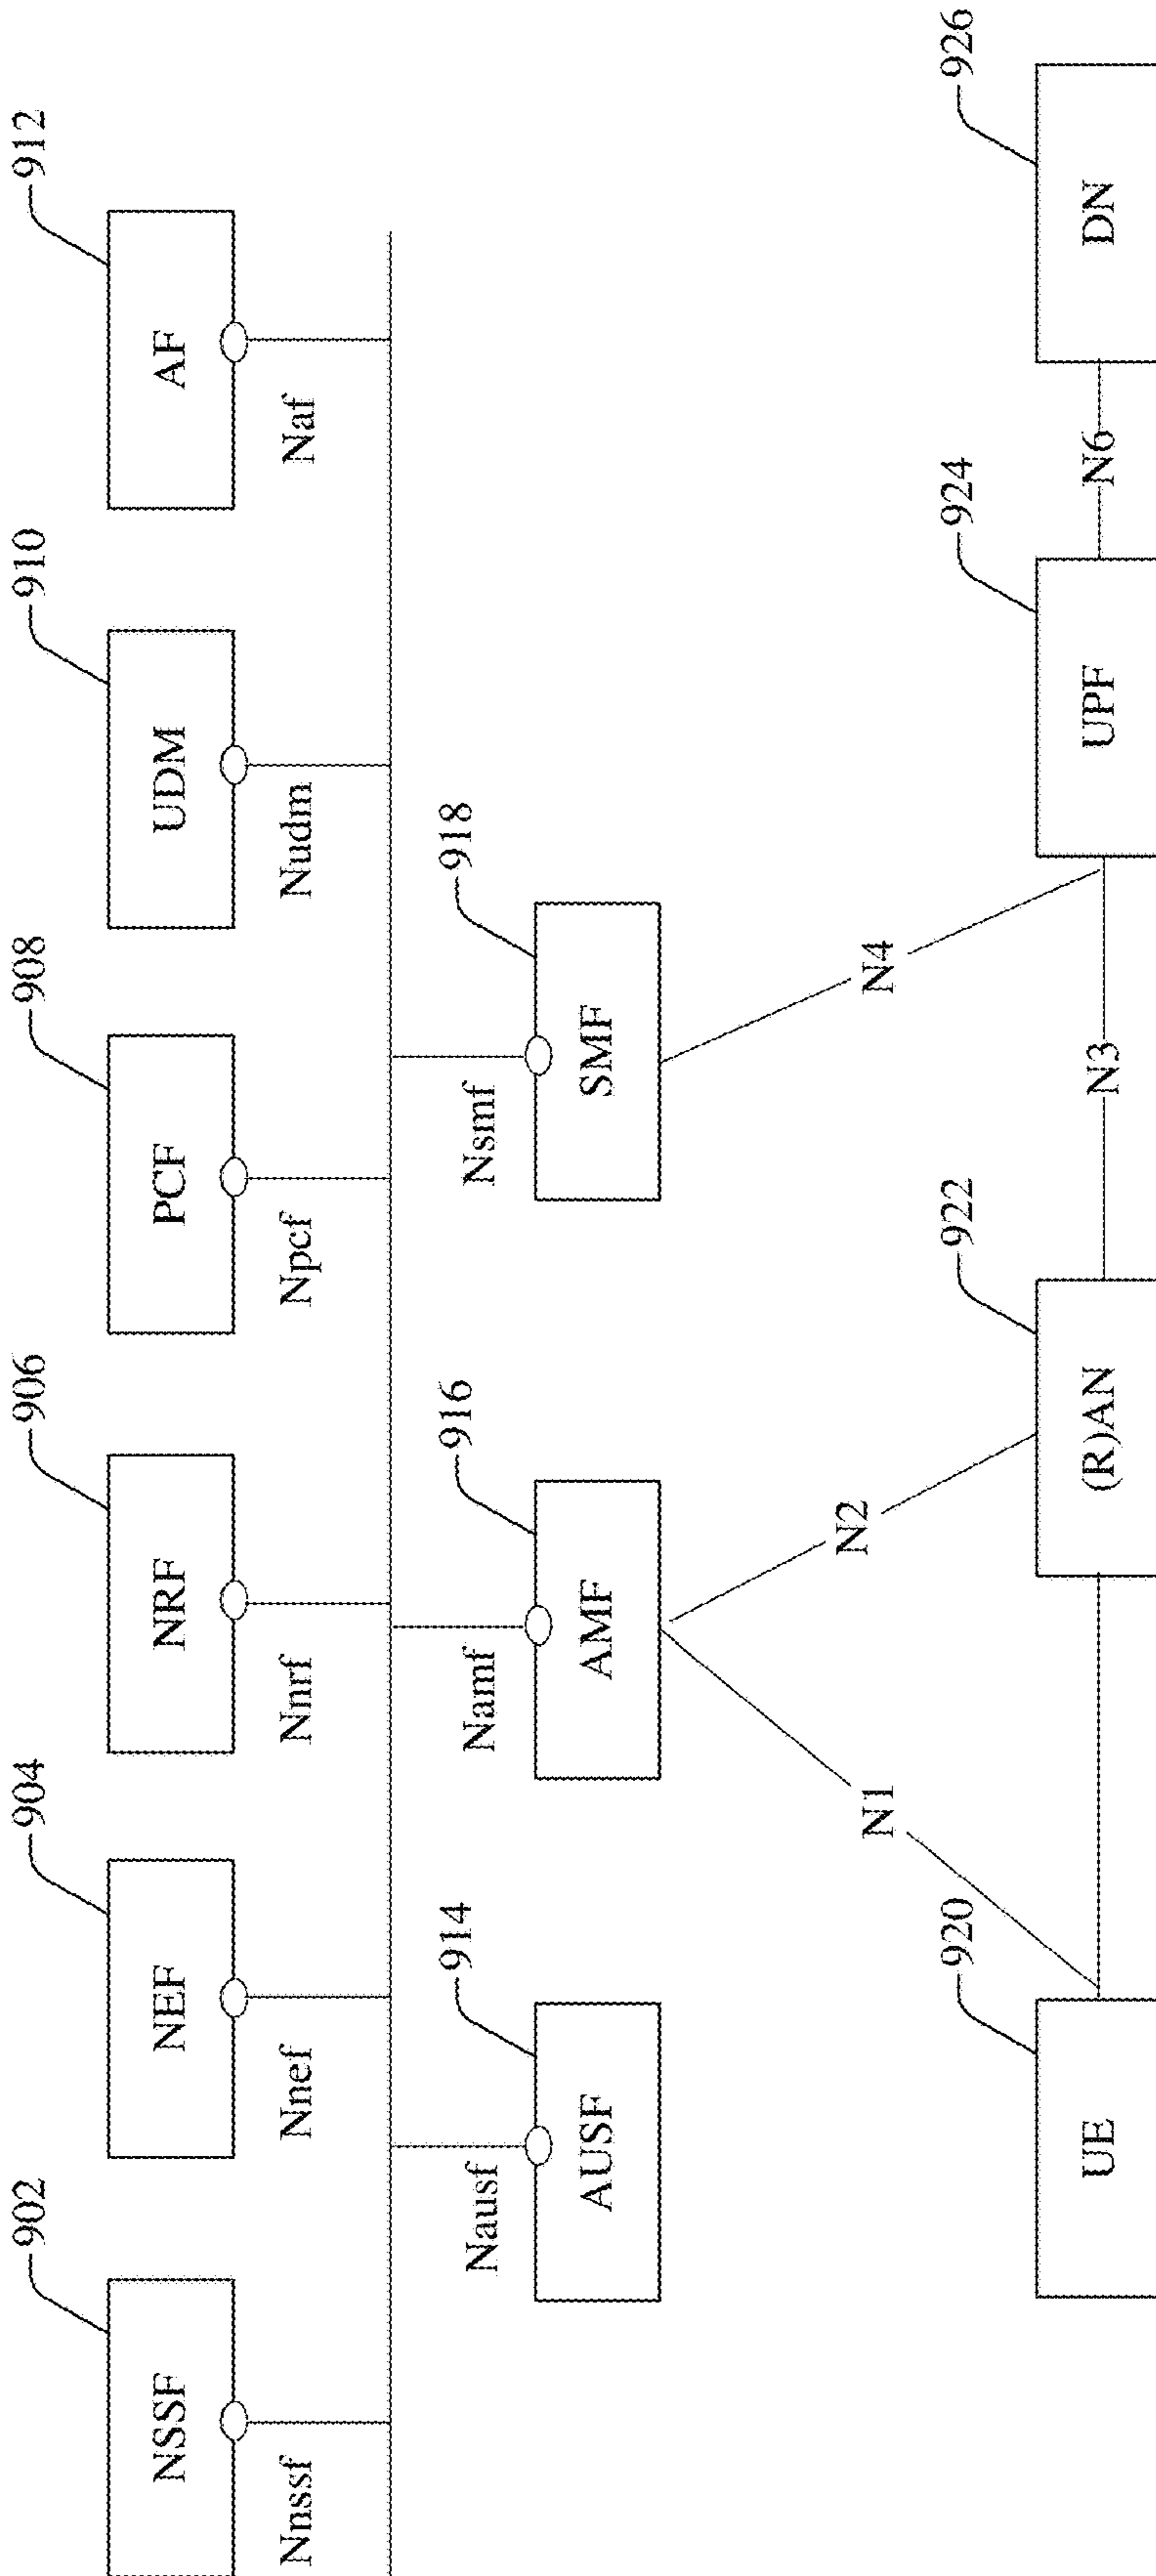 902
904
906
908
910
912
NSSF
NEF
NRF
PCF
UDM
AF
Nnssf
Nnef
Nnrf
Npcf
Nudm
Naf
Nausf
Namf
Nsmf
914
916
918
AUSF
AMF
SMF
N1
N2
N4
920
922
924
926
UE
(R)AN
N3
UPF
N6
DN